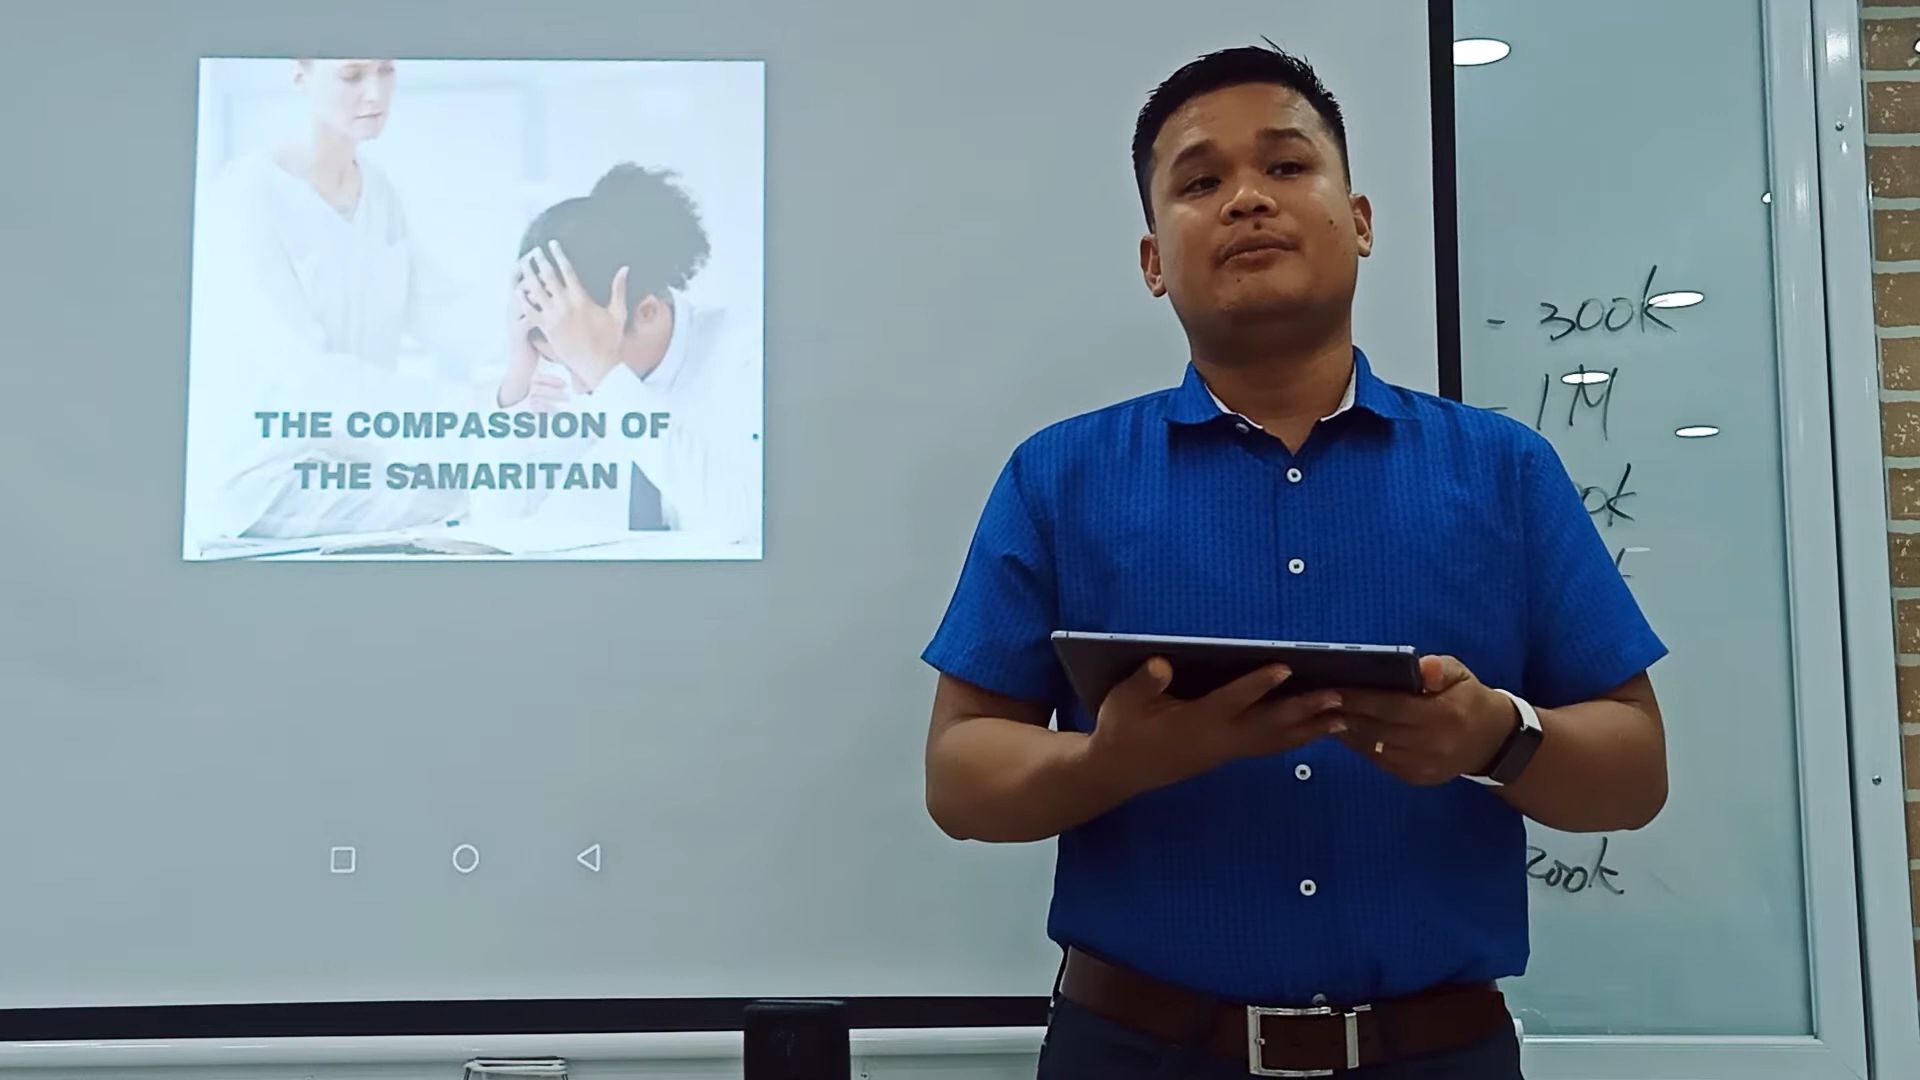 THE COMPASSION OF
THE SAMARITAN
- 300k
- 1M
200k